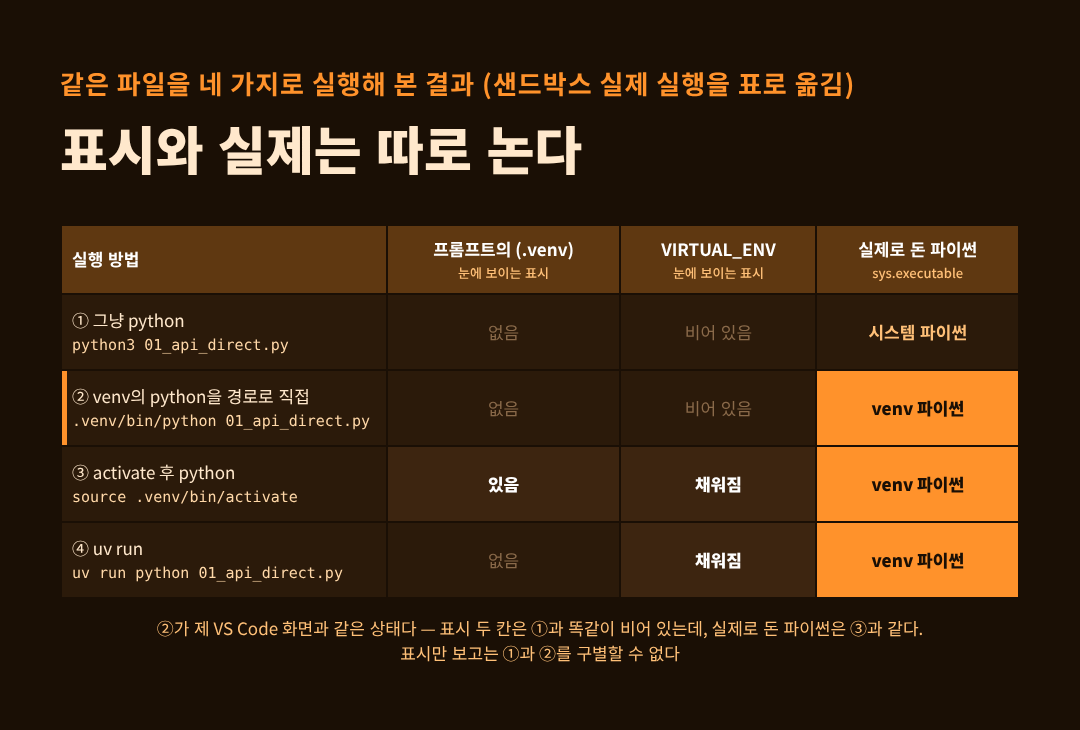 같은 파일을 네 가지로 실행해 본 결과 (샌드박스 실제 실행을 표로 옮김)
표시와 실제는 따로 논다
실행 방법
프롬프트의 (.venv)
눈에 보이는 표시
VIRTUAL_ENV
눈에 보이는 표시
실제로 돈 파이썬
sys.executable
① 그냥 python
python3 01_api_direct.py
없음
비어 있음
시스템 파이썬
② venv의 python을 경로로 직접
.venv/bin/python 01_api_direct.py
없음
비어 있음
venv 파이썬
③ activate 후 python
source .venv/bin/activate
있음
채워짐
venv 파이썬
④ uv run
uv run python 01_api_direct.py
없음
채워짐
venv 파이썬
②가 제 VS Code 화면과 같은 상태다 — 표시 두 칸은 ①과 똑같이 비어 있는데, 실제로 돈 파이썬은 ③과 같다.
표시만 보고는 ①과 ②를 구별할 수 없다